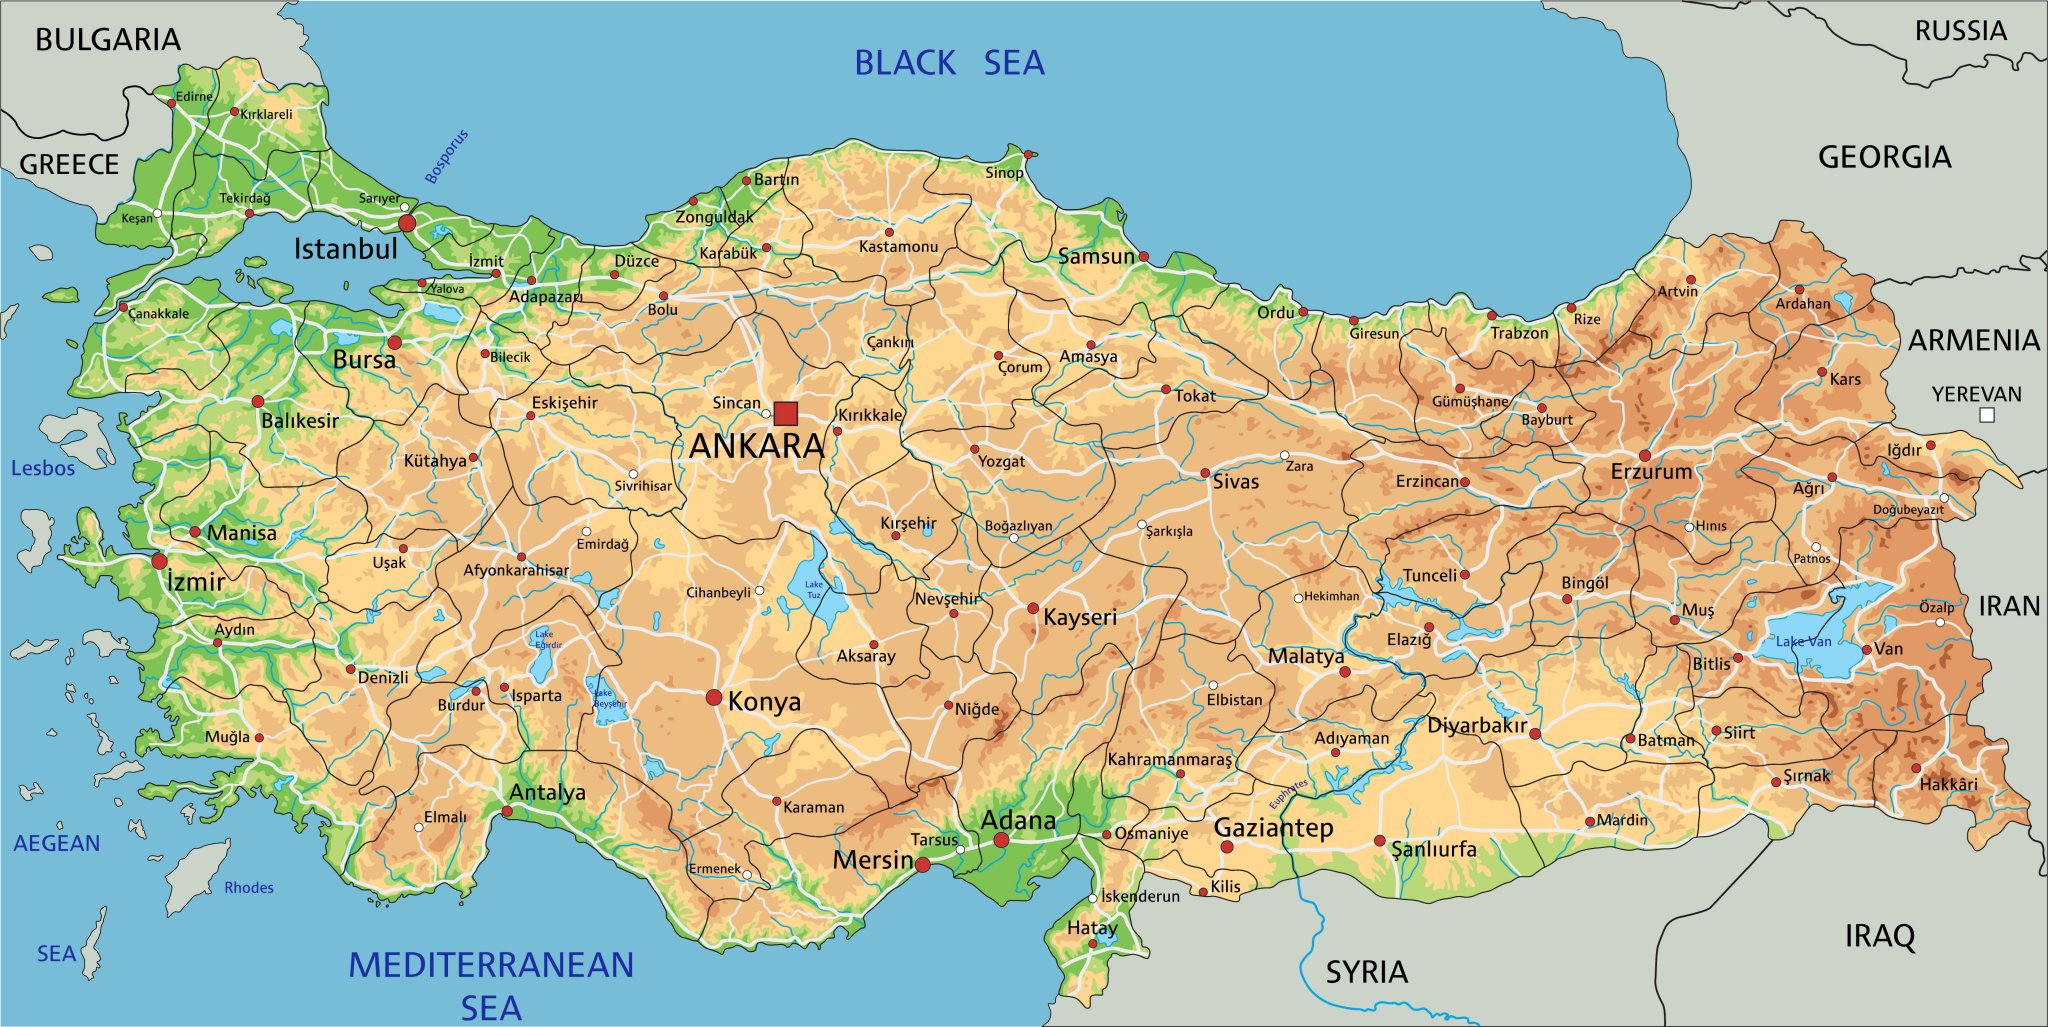 BULGARIA
BLACK SEA
RUSSIA
Edirne
Kırklareli
Bosporus
GREECE
GEORGIA
Sinop
Bartın
Keşan
Tekirdağ
Sarıyer
Zonguldak
Istanbul
Karabük
Kastamonu
Samsun
İzmit
Düzce
Yalova
Adapazarı
Artvin
Ardahan
Çanakkale
Bolu
Ordu
Giresun
Trabzon
Rize
ARMENIA
Bursa
Bilecik
Çankırı
Çorum
Amasya
Kars
YEREVAN
Balıkesir
Eskişehir
Sincan
Kırıkkale
Tokat
Gümüşhane
Bayburt
ANKARA
Lesbos
Kütahya
Sivrihisar
Yozgat
Sivas
Zara
Erzincan
Erzurum
Iğdır
Ağrı
Doğubeyazıt
Manisa
Emirdağ
Kırşehir
Boğazlıyan
Şarkışla
Hınıs
Patnos
Uşak
Afyonkarahisar
İzmir
Cihanbeyli
Lake
Tuz
Nevşehir
Kayseri
Hekimhan
Tunceli
Bingöl
Muş
Özalp
IRAN
Aydın
Lake
Eğirdir
Aksaray
Elazığ
Malatya
Lake Van
Van
Bitlis
Denizli
Burdur
Isparta
Lake
Beyşehir
Konya
Niğde
Elbistan
Muğla
Diyarbakır
Batman
Siirt
Adıyaman
Kahramanmaraş
Euphrates
Şırnak
Hakkâri
Antalya
Elmalı
Karaman
Adana
Tarsus
Osmaniye
Gaziantep
Mardin
Şanlıurfa
AEGEAN
Mersin
Ermenek
Rhodes
Kilis
İskenderun
Hatay
SEA
MEDITERRANEAN
SEA
SYRIA
IRAQ